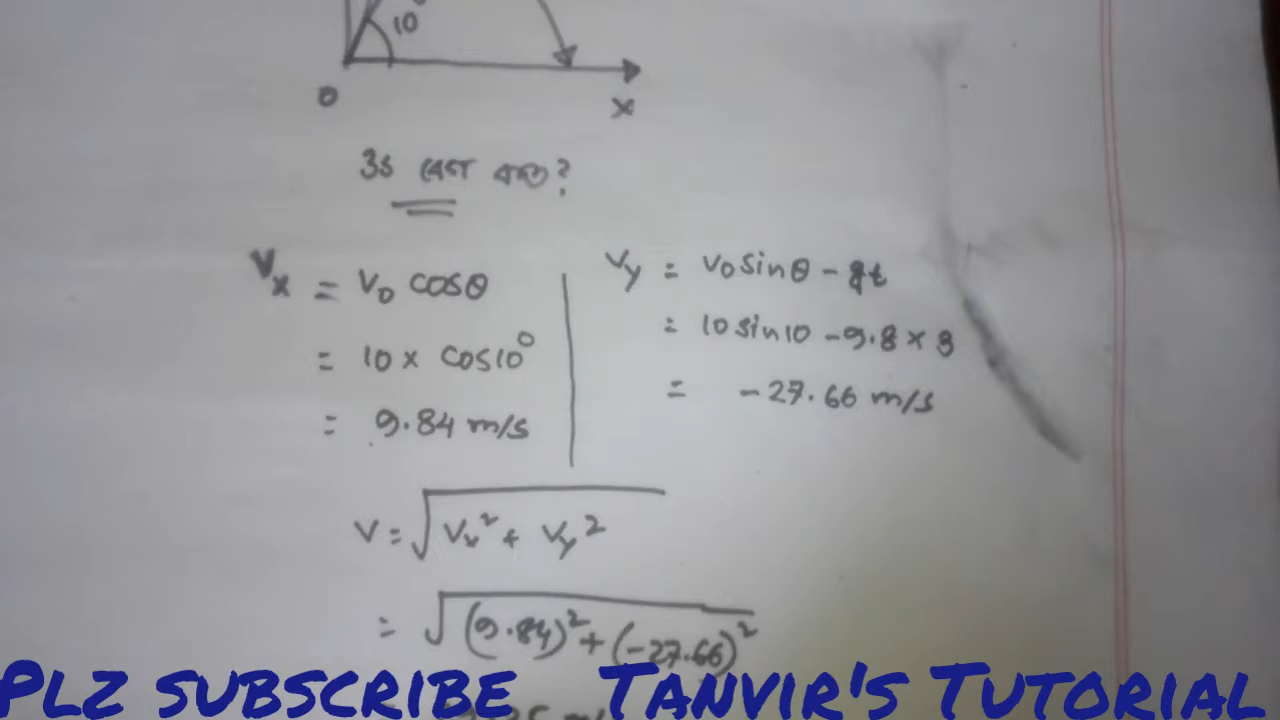 10°
0
x
3s বেগ কত?
Vx = V0 cosθ
= 10 x cos10°
= 9.84 m/s
Vy = V0 sinθ - gt
= 10 sin10 - 9.8 x 3
= -27.66 m/s
V = √Vx² + Vy²
= √(9.84)² + (-27.66)²
PLZ SUBSCRIBE TANVIR'S TUTORIAL